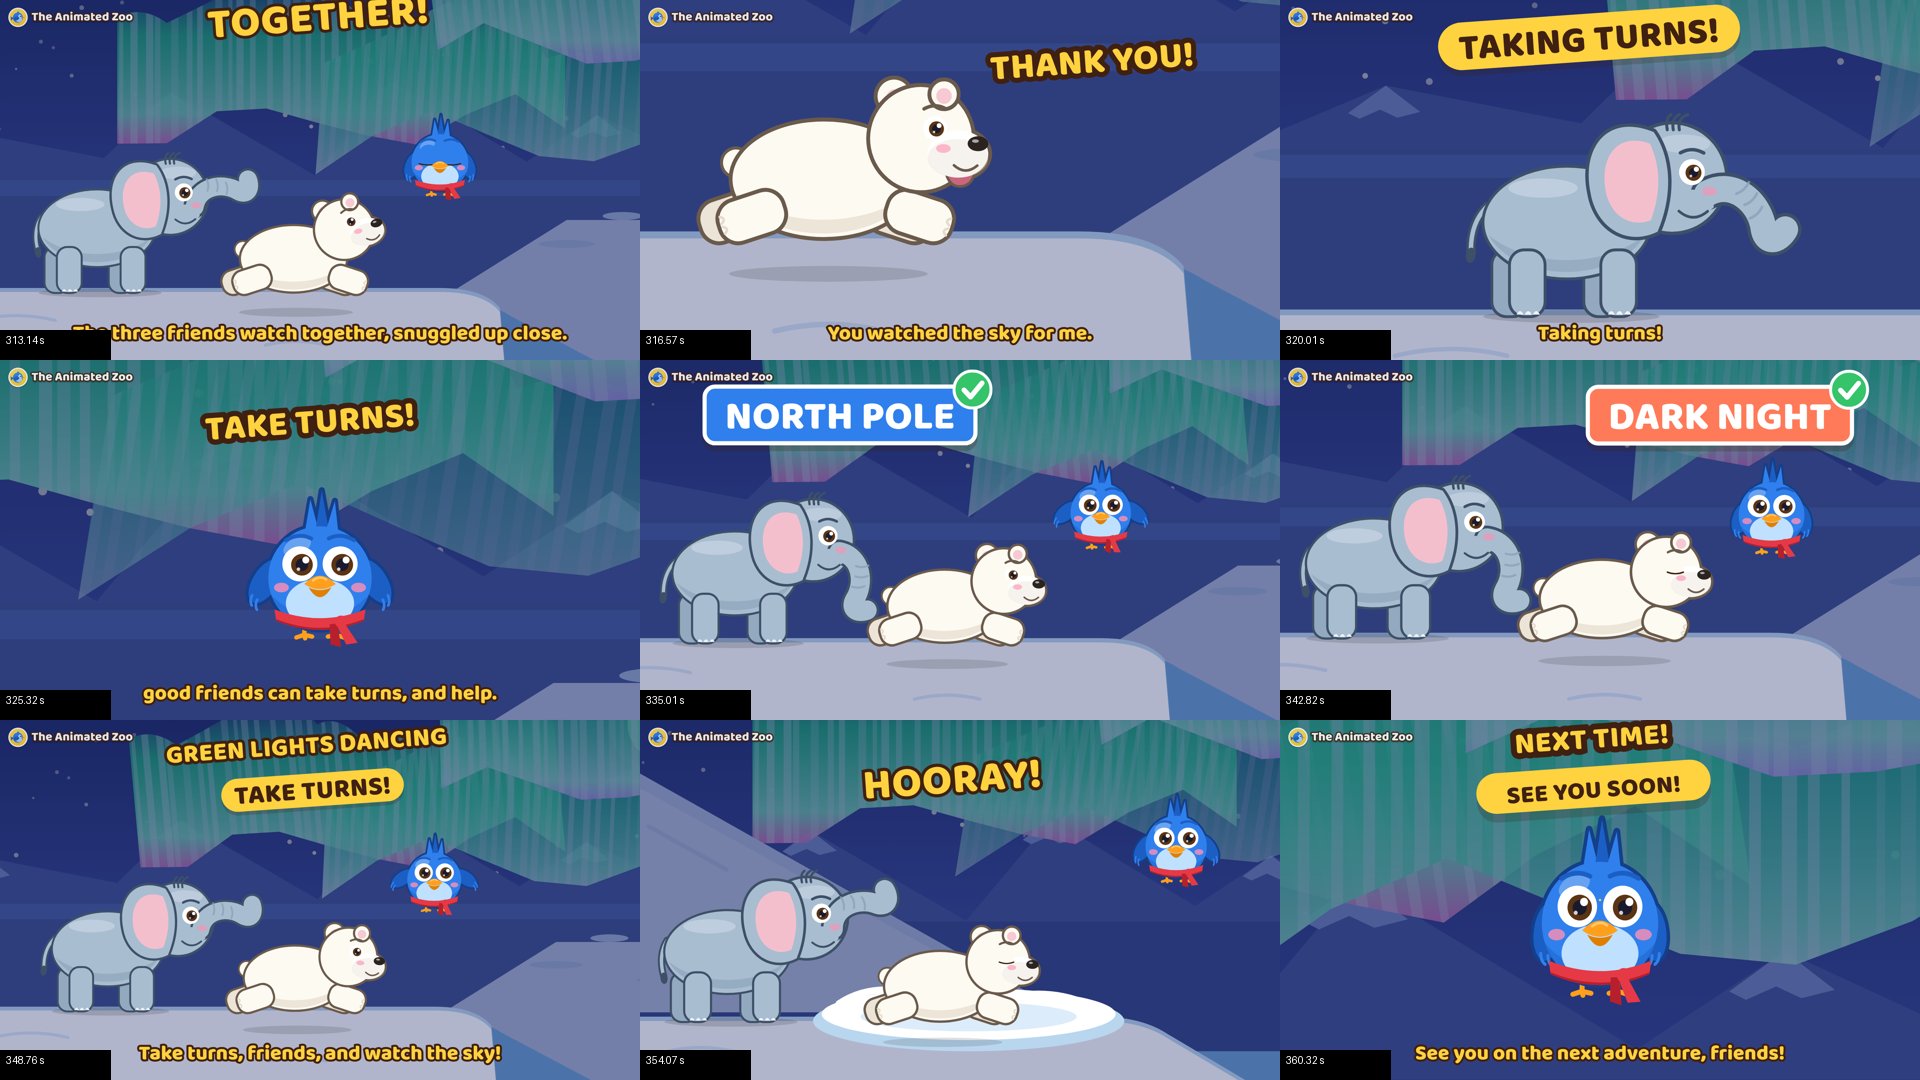 The Animated Zoo
TOGETHER!
The three friends watch together, snuggled up close.
313.14s
The Animated Zoo
THANK YOU!
You watched the sky for me.
316.57s
The Animated Zoo
TAKING TURNS!
Taking turns!
320.01s
The Animated Zoo
TAKE TURNS!
good friends can take turns, and help.
325.32s
The Animated Zoo
NORTH POLE
335.01s
The Animated Zoo
DARK NIGHT
342.82s
The Animated Zoo
GREEN LIGHTS DANCING
TAKE TURNS!
Take turns, friends, and watch the sky!
348.76s
The Animated Zoo
HOORAY!
354.07s
The Animated Zoo
NEXT TIME!
SEE YOU SOON!
See you on the next adventure, friends!
360.32s